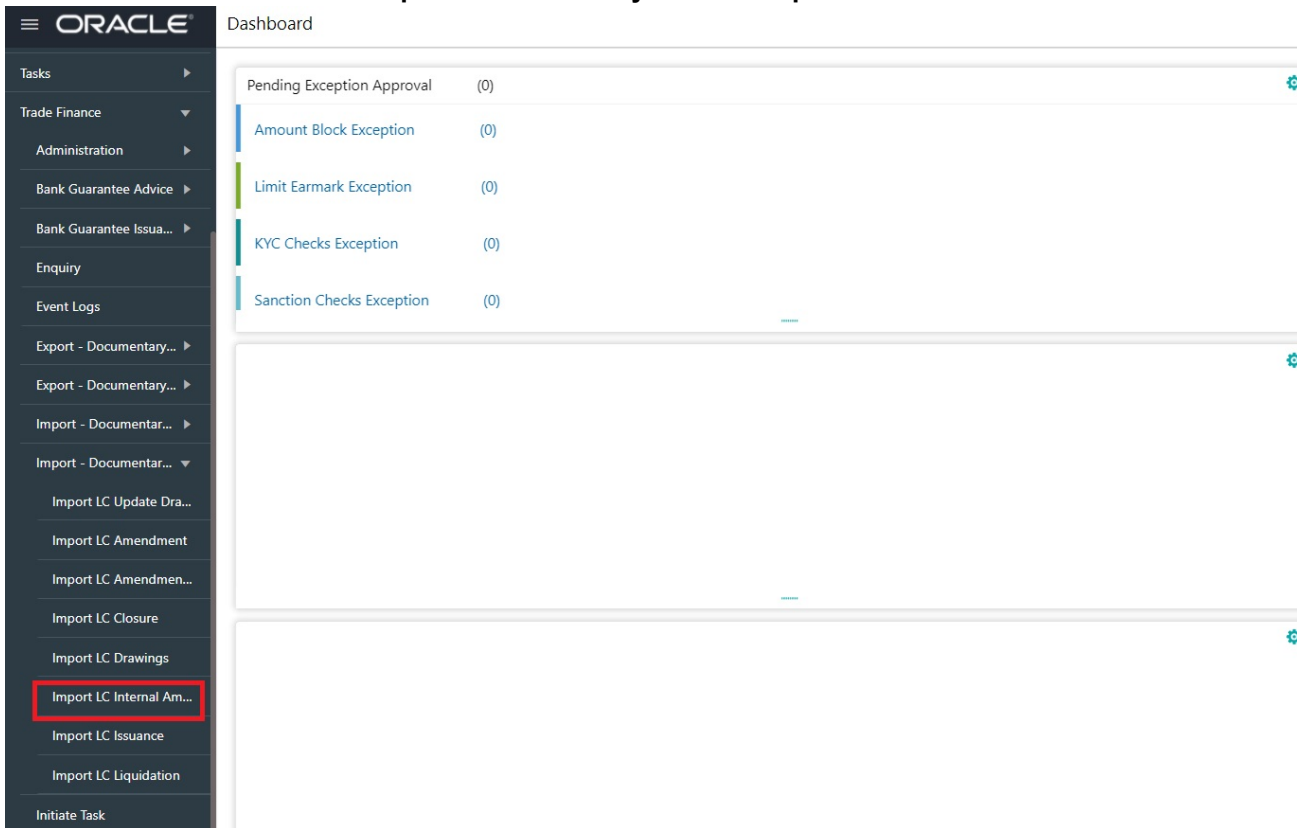 ORACLE
Dashboard
Tasks
Trade Finance
Administration
Bank Guarantee Advice
Bank Guarantee Issua...
Enquiry
Event Logs
Export - Documentary...
Export - Documentary...
Import - Documentar...
Import - Documentar...
Import LC Update Dra...
Import LC Amendment
Import LC Amendmen...
Import LC Closure
Import LC Drawings
Import LC Internal Am...
Import LC Issuance
Import LC Liquidation
Initiate Task
Pending Exception Approval (0)
Amount Block Exception (0)
Limit Earmark Exception (0)
KYC Checks Exception (0)
Sanction Checks Exception (0)